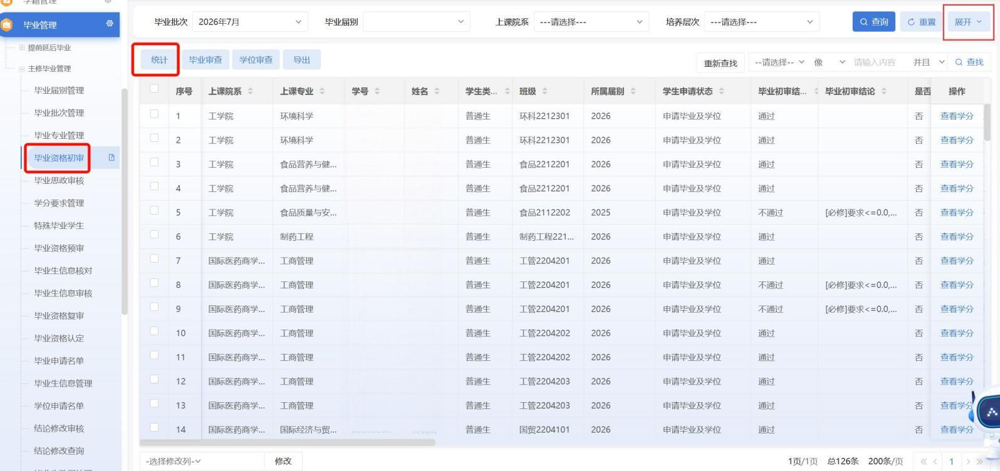 学籍管理
毕业管理
提前延后毕业
主修毕业管理
毕业届别管理
毕业批次管理
毕业专业管理
毕业资格初审
毕业思政审核
学分要求管理
特殊毕业学生
毕业资格预审
毕业生信息核对
毕业生信息审核
毕业资格复审
毕业资格认定
毕业申请名单
毕业生信息管理
学位申请名单
结论修改审核
结论修改查询
毕业批次 2026年7月 毕业届别 上课院系 ---请选择--- 培养层次 ---请选择--- 查询 重置 展开
统计 毕业审查 学位审查 导出
重新查找 --请选择-- 像 请输入内容 并且 查找
序号 上课院系 上课专业 学号 姓名 学生类... 班级 所属届别 学生申请状态 毕业初审结... 毕业初审结论 是否 操作
1 工学院 环境科学 普通生 环科2212301 2026 申请毕业及学位 通过 否 查看学分
2 工学院 环境科学 普通生 环科2212301 2026 申请毕业及学位 通过 否 查看学分
3 工学院 食品营养与健... 普通生 食品2212201 2026 申请毕业及学位 通过 否 查看学分
4 工学院 食品营养与健... 普通生 食品2212201 2026 申请毕业及学位 通过 否 查看学分
5 工学院 食品质量与安... 普通生 食品2112202 2025 申请毕业及学位 不通过 [必修]要求<=0.0,... 否 查看学分
6 工学院 制药工程 普通生 制药工程221... 2026 申请毕业及学位 通过 否 查看学分
7 国际医药商学... 工商管理 普通生 工管2204201 2026 申请毕业及学位 通过 否 查看学分
8 国际医药商学... 工商管理 普通生 工管2204201 2026 申请毕业及学位 不通过 [必修]要求<=0.0,... 否 查看学分
9 国际医药商学... 工商管理 普通生 工管2204201 2026 申请毕业及学位 不通过 [必修]要求<=0.0,... 否 查看学分
10 国际医药商学... 工商管理 普通生 工管2204202 2026 申请毕业及学位 通过 否 查看学分
11 国际医药商学... 工商管理 普通生 工管2204202 2026 申请毕业及学位 通过 否 查看学分
12 国际医药商学... 工商管理 普通生 工管2204203 2026 申请毕业及学位 通过 否 查看学分
13 国际医药商学... 工商管理 普通生 工管2204203 2026 申请毕业及学位 通过 否 查看学分
14 国际医药商学... 国际经济与贸... 普通生 国贸2204101 2026 申请毕业及学位 通过 否 查看学分
-选择修改列- 修改 1页/1页 总126条 200条/页 1